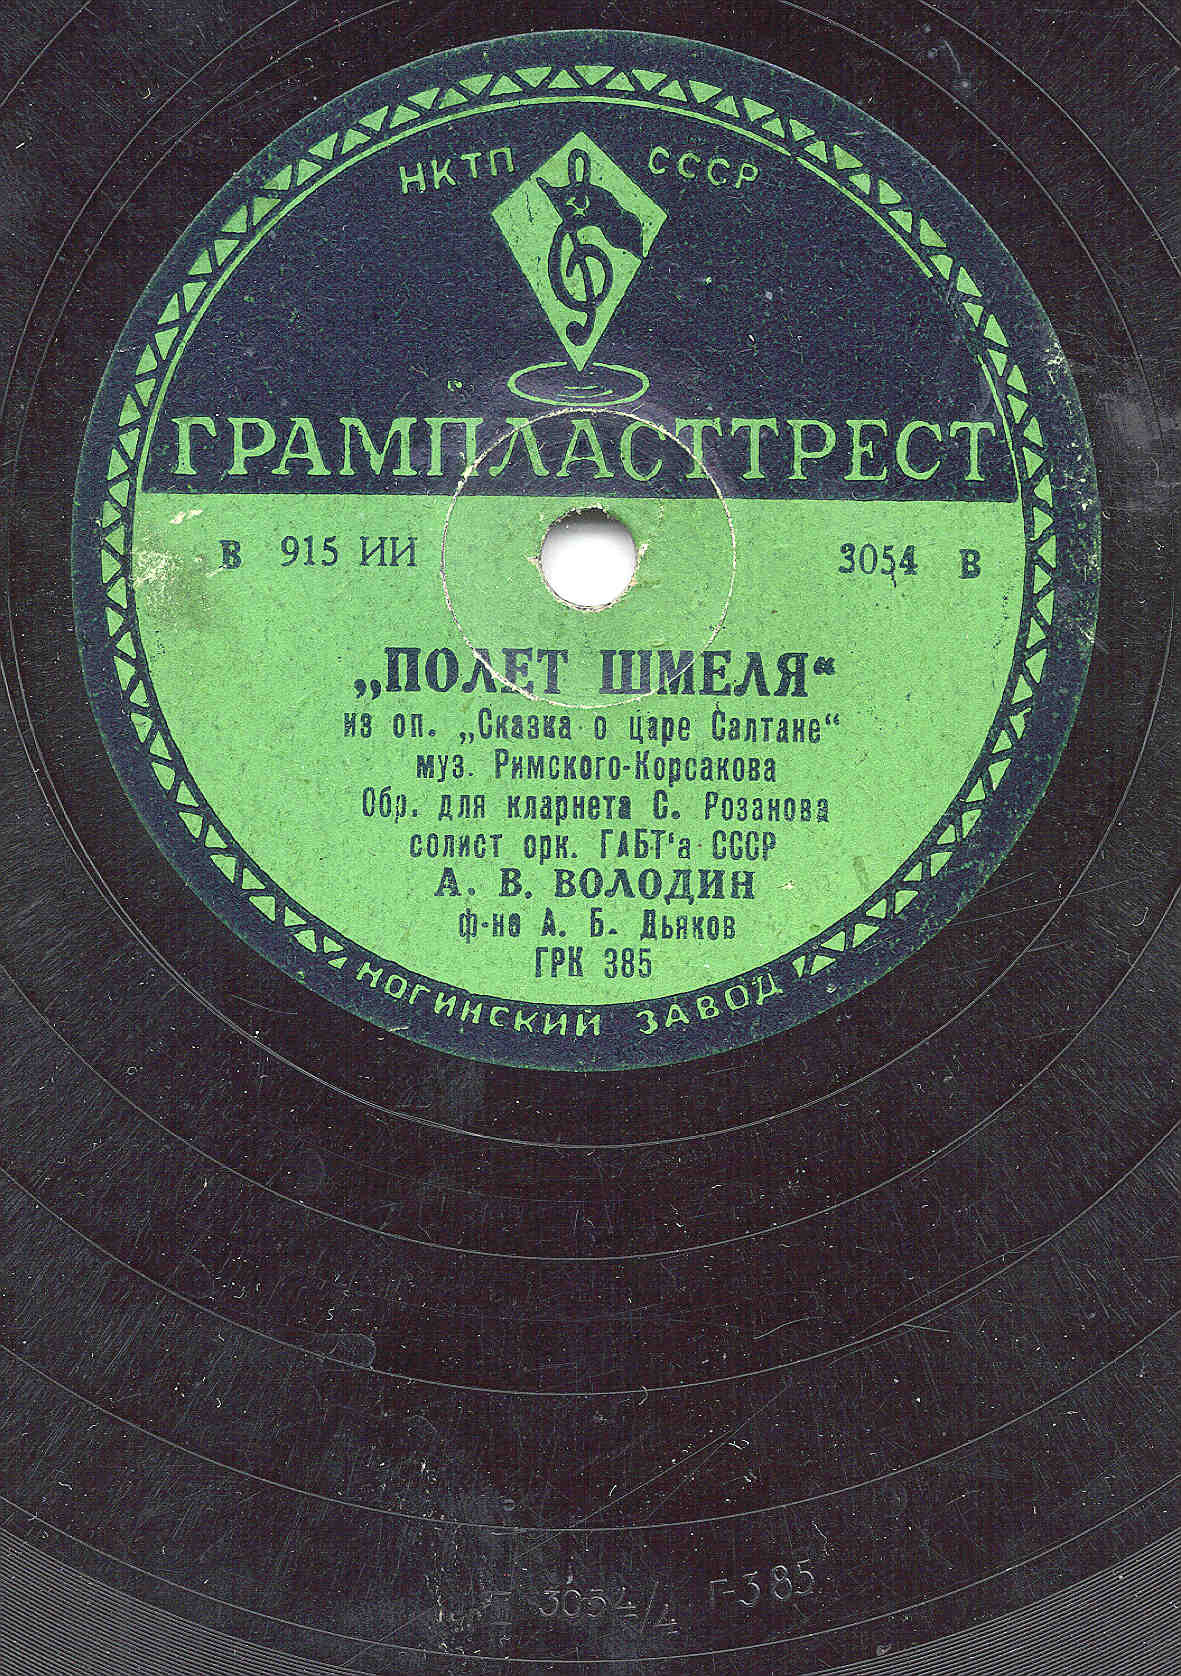 НКТП СССР
ГРАМПЛАСТТРЕСТ
В 915 ИИ 3054 В
„ПОЛЕТ ШМЕЛЯ“
из оп. „Сказка о царе Салтане“
муз. Римского-Корсакова
Обр. для кларнета С. Розанова
солист орк. ГАБТ‘а СССР
А. В. ВОЛОДИН
ф-но А. Б. Дьяков
ГРК 385
НОГИНСКИЙ ЗАВОД
3054/4 Г-385